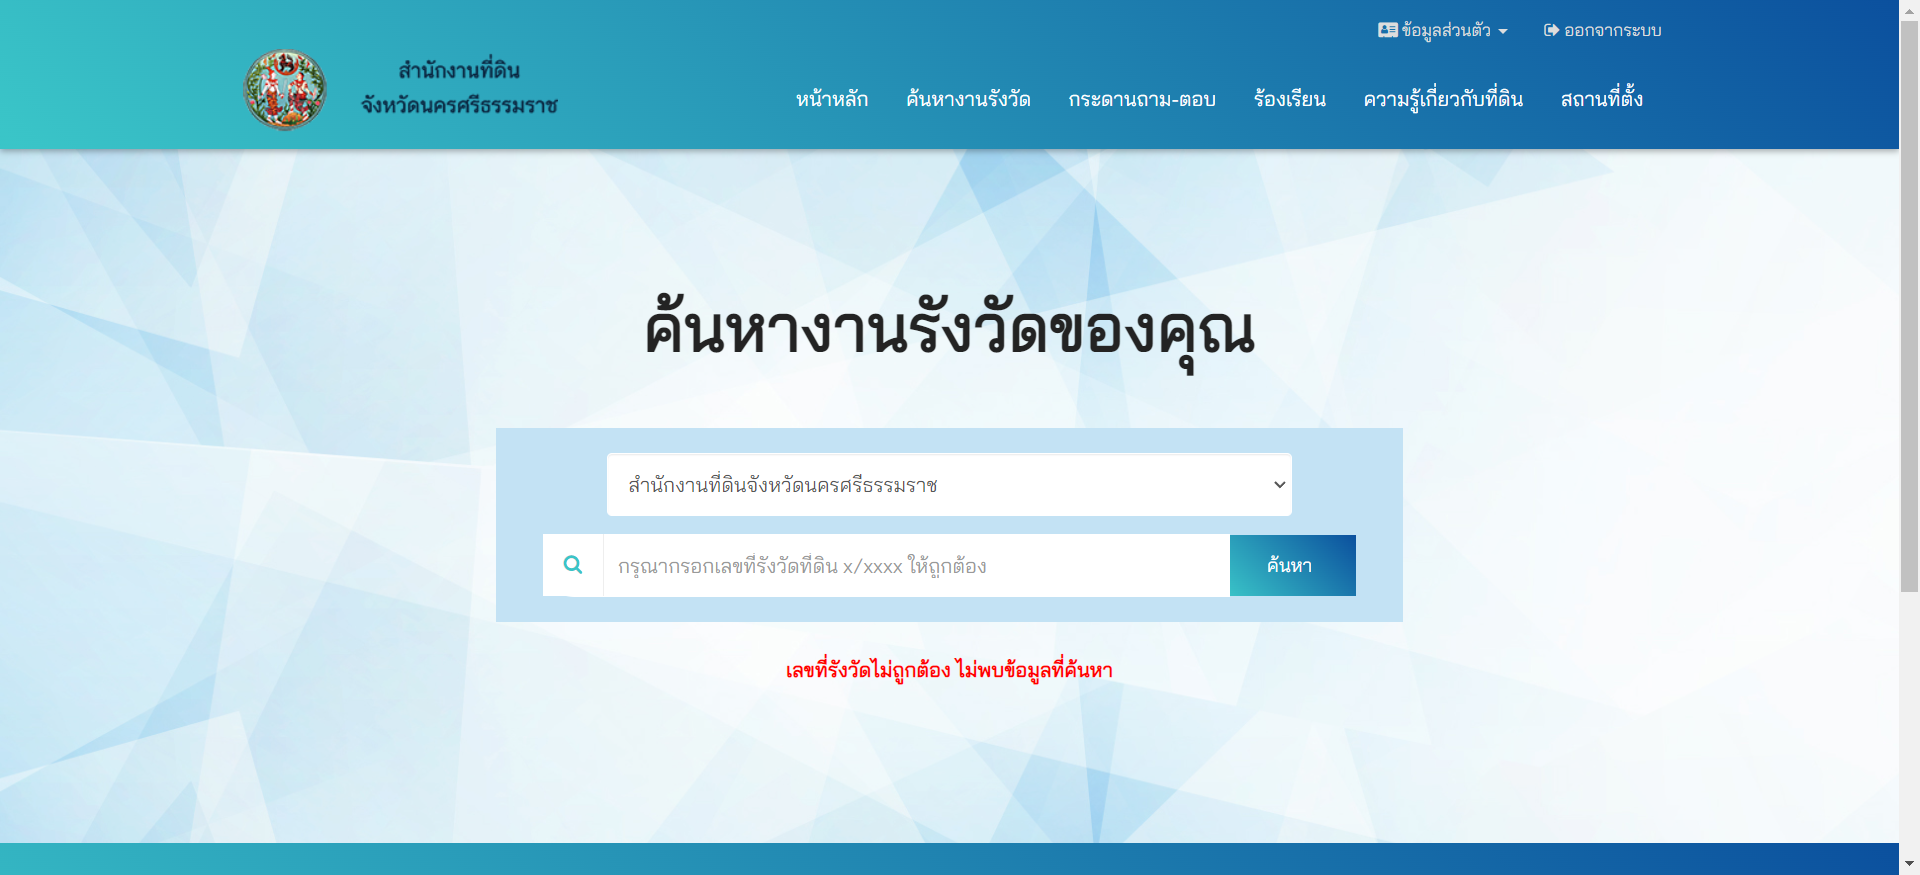 ข้อมูลส่วนตัว
ออกจากระบบ
สำนักงานที่ดิน
จังหวัดนครศรีธรรมราช
หน้าหลัก ค้นหางานรังวัด กระดานถาม-ตอบ ร้องเรียน ความรู้เกี่ยวกับที่ดิน สถานที่ตั้ง
ค้นหางานรังวัดของคุณ
สำนักงานที่ดินจังหวัดนครศรีธรรมราช
กรุณากรอกเลขที่รังวัดที่ดิน x/xxxx ให้ถูกต้อง
ค้นหา
เลขที่รังวัดไม่ถูกต้อง ไม่พบข้อมูลที่ค้นหา